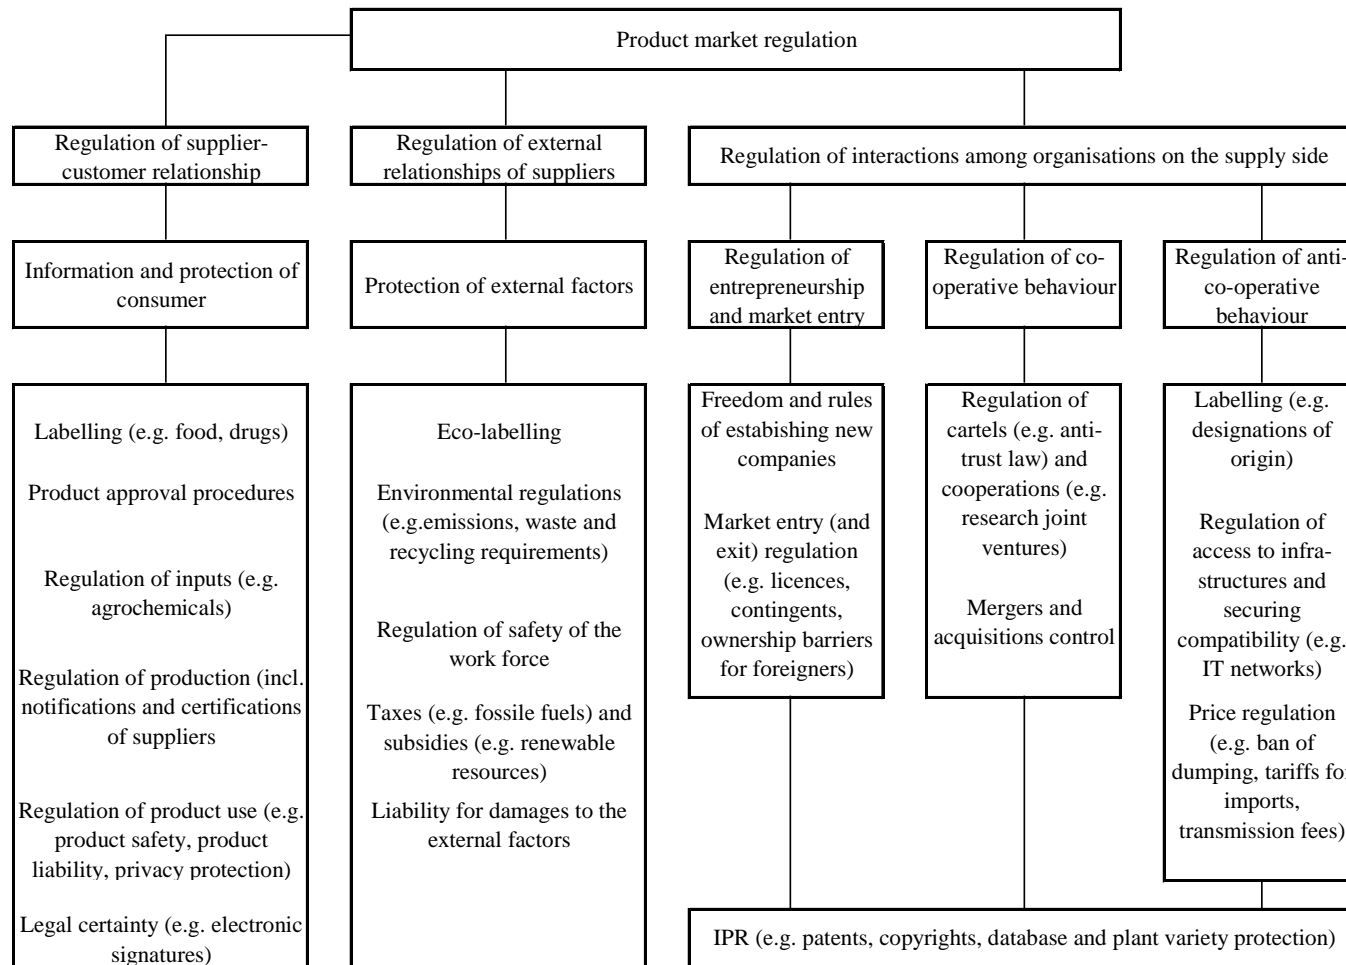 Product market regulation
Regulation of supplier-
customer relationship
Regulation of external
relationships of suppliers
Regulation of interactions among organisations on the supply side
Information and protection of
consumer
Protection of external factors
Regulation of
entrepreneurship
and market entry
Regulation of co-
operative behaviour
Regulation of anti-
co-operative
behaviour
Labelling (e.g. food, drugs)
Product approval procedures
Regulation of inputs (e.g.
agrochemicals)
Regulation of production (incl.
notifications and certifications
of suppliers
Regulation of product use (e.g.
product safety, product
liability, privacy protection)
Legal certainty (e.g. electronic
signatures)
Eco-labelling
Environmental regulations
(e.g.emissions, waste and
recycling requirements)
Regulation of safety of the
work force
Taxes (e.g. fossile fuels) and
subsidies (e.g. renewable
resources)
Liability for damages to the
external factors
Freedom and rules
of estabishing new
companies
Market entry (and
exit) regulation
(e.g. licences,
contingents,
ownership barriers
for foreigners)
Regulation of
cartels (e.g. anti-
trust law) and
cooperations (e.g.
research joint
ventures)
Mergers and
acquisitions control
Labelling (e.g.
designations of
origin)
Regulation of
access to infra-
structures and
securing
compatibility (e.g.
IT networks)
Price regulation
(e.g. ban of
dumping, tariffs for
imports,
transmission fees)
IPR (e.g. patents, copyrights, database and plant variety protection)